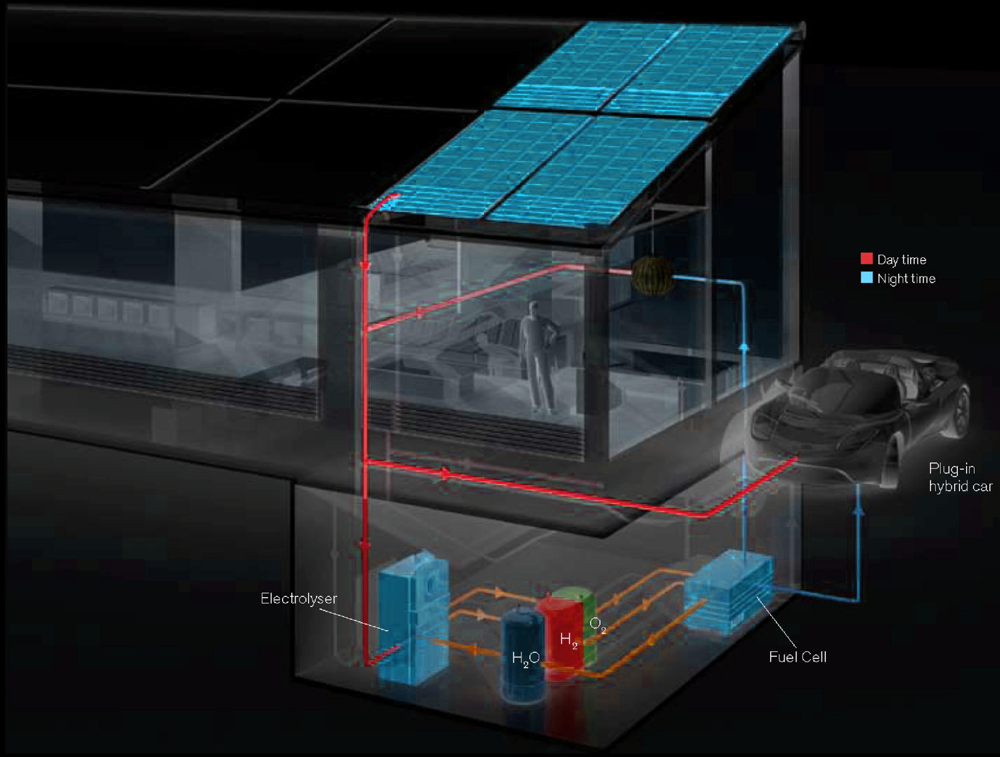 Day time
Night time
Plug-in
hybrid car
Electrolyser
O₂
H₂
H₂O
Fuel Cell